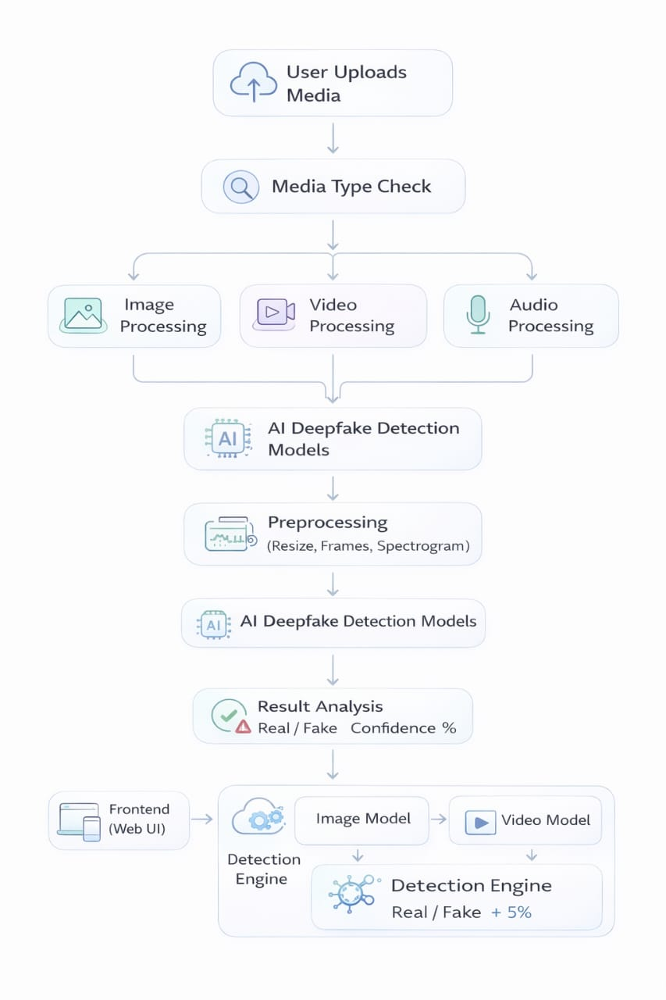 User Uploads
Media
Media Type Check
Image
Processing
Video
Processing
Audio
Processing
AI
AI Deepfake Detection
Models
Preprocessing
(Resize, Frames, Spectrogram)
AI
AI Deepfake Detection Models
Result Analysis
Real / Fake Confidence %
Frontend
(Web UI)
Detection
Engine
Image Model
Video Model
Detection Engine
Real / Fake + 5%